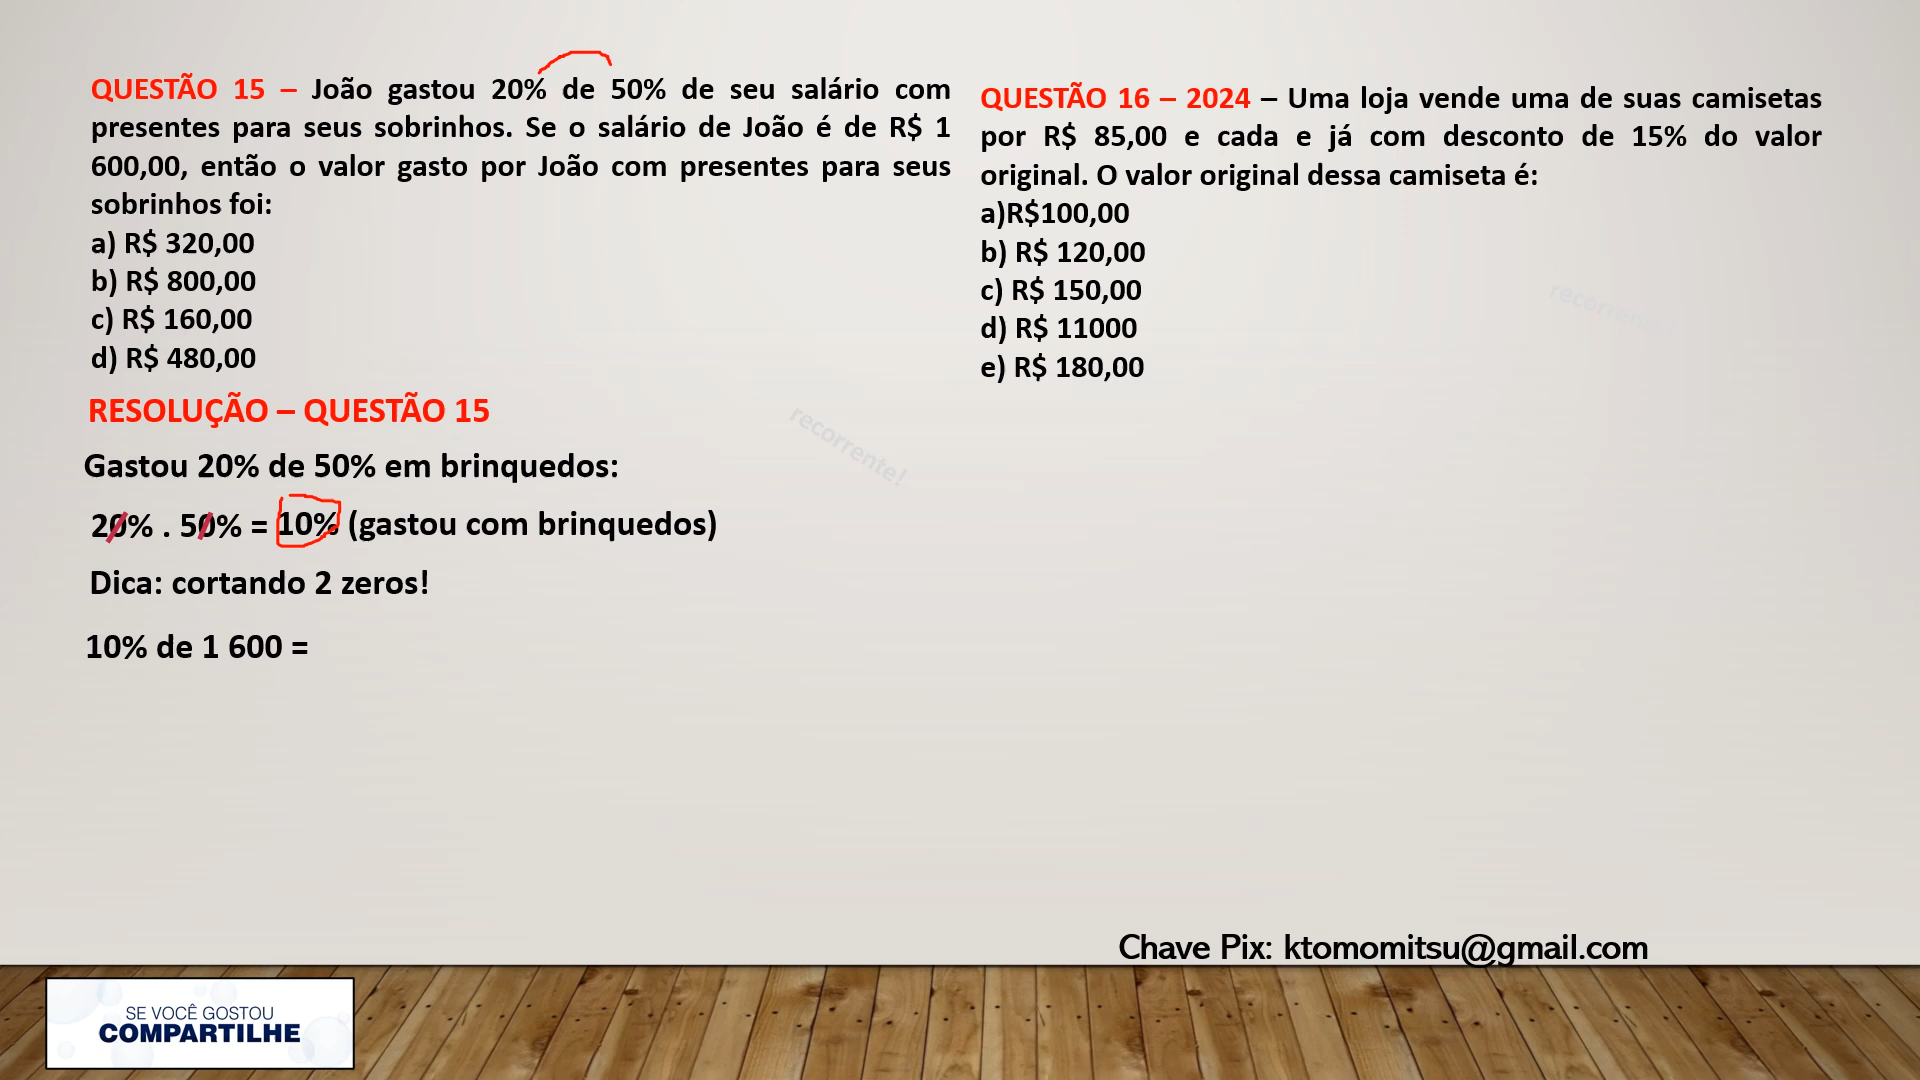 QUESTÃO 15 – João gastou 20% de 50% de seu salário com
presentes para seus sobrinhos. Se o salário de João é de R$ 1
600,00, então o valor gasto por João com presentes para seus
sobrinhos foi:
a) R$ 320,00
b) R$ 800,00
c) R$ 160,00
d) R$ 480,00
RESOLUÇÃO – QUESTÃO 15
Gastou 20% de 50% em brinquedos:
20% . 50% = 10% (gastou com brinquedos)
Dica: cortando 2 zeros!
10% de 1 600 =
QUESTÃO 16 – 2024 – Uma loja vende uma de suas camisetas
por R$ 85,00 e cada e já com desconto de 15% do valor
original. O valor original dessa camiseta é:
a)R$100,00
b) R$ 120,00
c) R$ 150,00
d) R$ 11000
e) R$ 180,00
recorrente!
recorrente!
Chave Pix: ktomomitsu@gmail.com
SE VOCÊ GOSTOU
COMPARTILHE